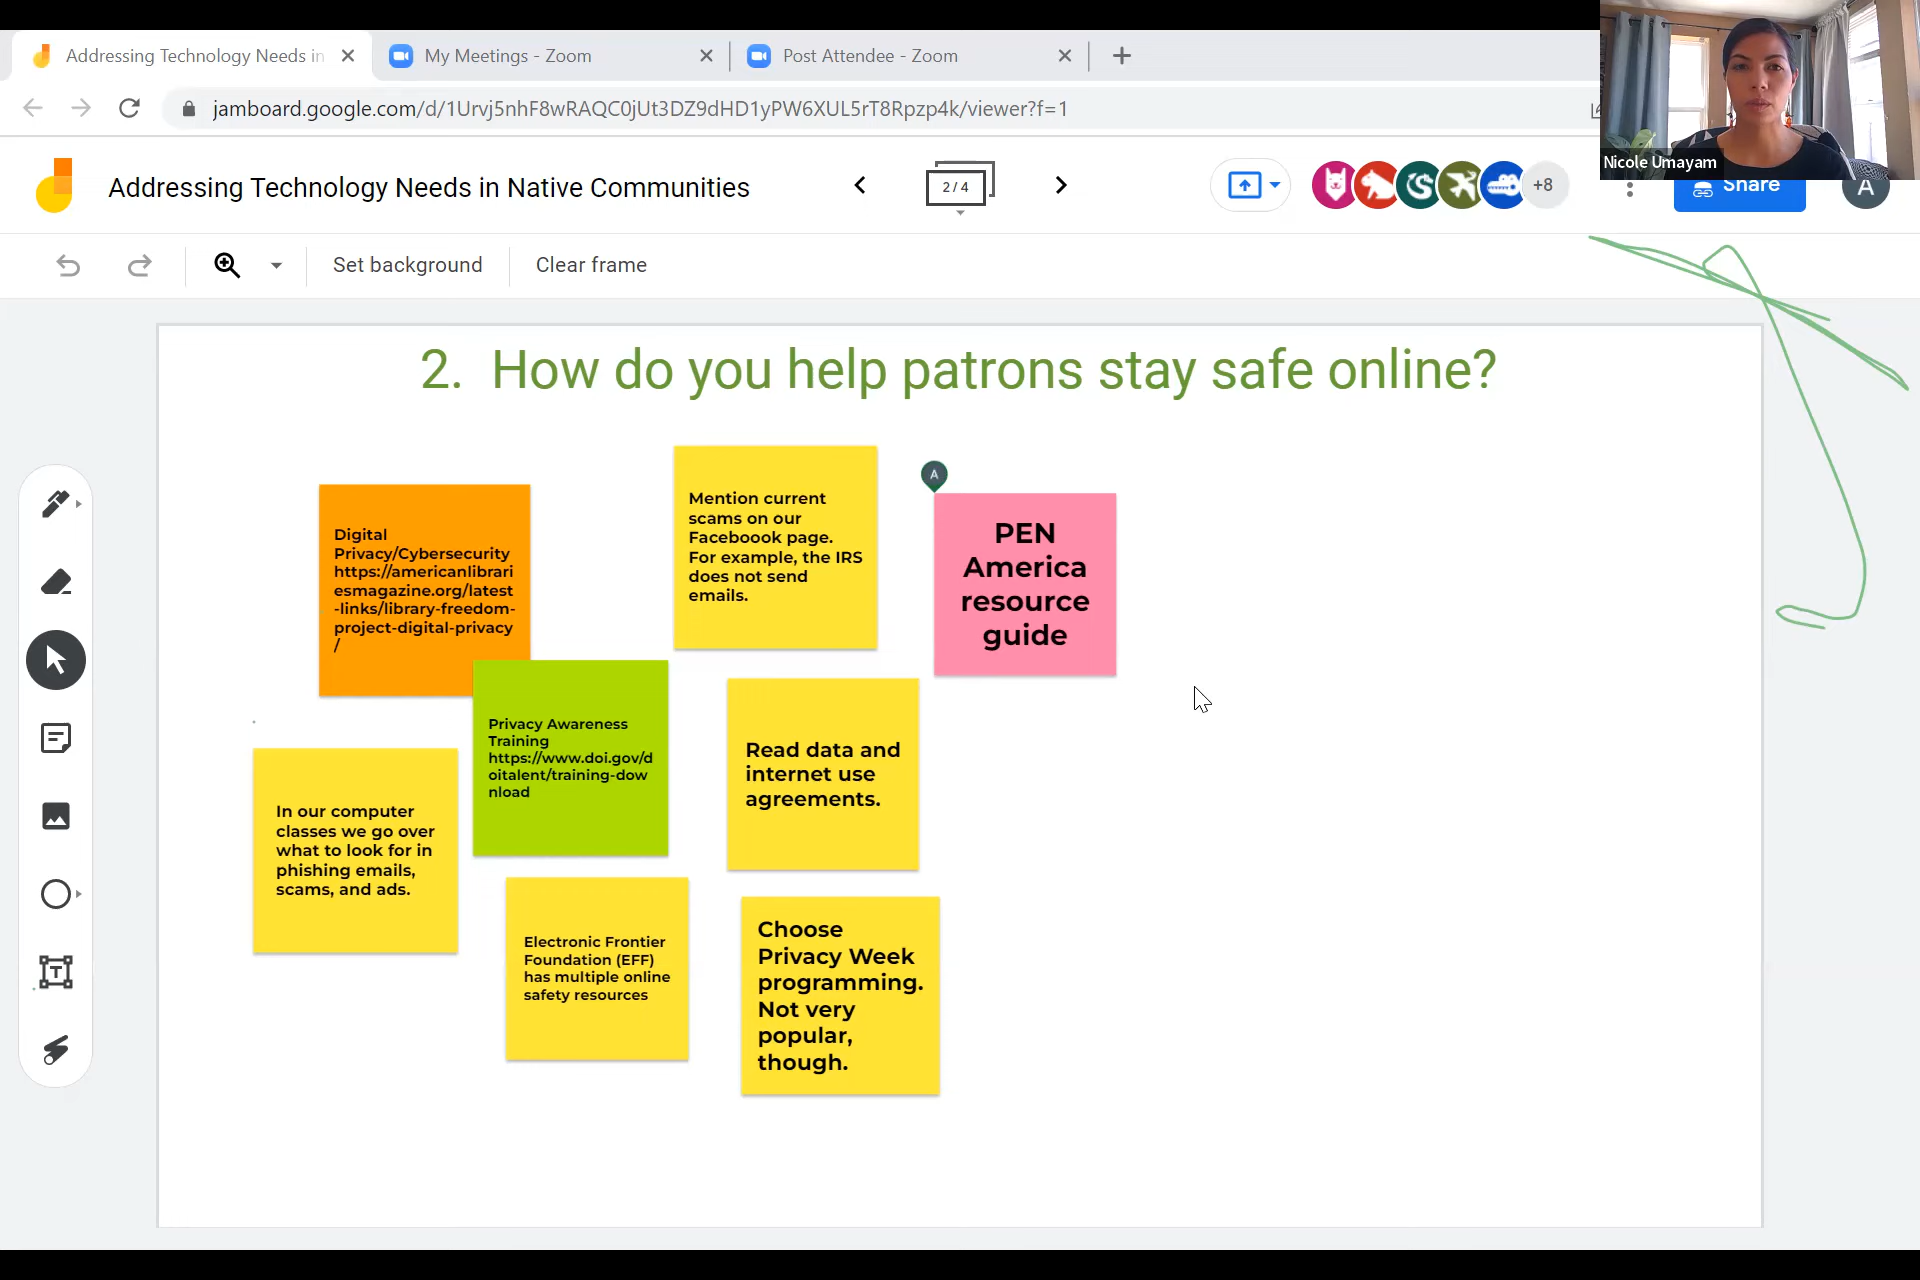 Addressing Technology Needs in
My Meetings - Zoom
Post Attendee - Zoom
jamboard.google.com/d/1Urvj5nhF8wRAQC0jUt3DZ9dHD1yPW6XUL5rT8Rpzp4k/viewer?f=1
Nicole Umayam
Addressing Technology Needs in Native Communities
2 / 4
+8
Share
A
Set background
Clear frame
2. How do you help patrons stay safe online?
Digital
Privacy/Cybersecurity
https://americanlibrari
esmagazine.org/latest
-links/library-freedom-
project-digital-privacy
/
Mention current
scams on our
Faceboook page.
For example, the IRS
does not send
emails.
A
PEN
America
resource
guide
Privacy Awareness
Training
https://www.doi.gov/d
oitalent/training-dow
nload
Read data and
internet use
agreements.
In our computer
classes we go over
what to look for in
phishing emails,
scams, and ads.
Electronic Frontier
Foundation (EFF)
has multiple online
safety resources
Choose
Privacy Week
programming.
Not very
popular,
though.
T